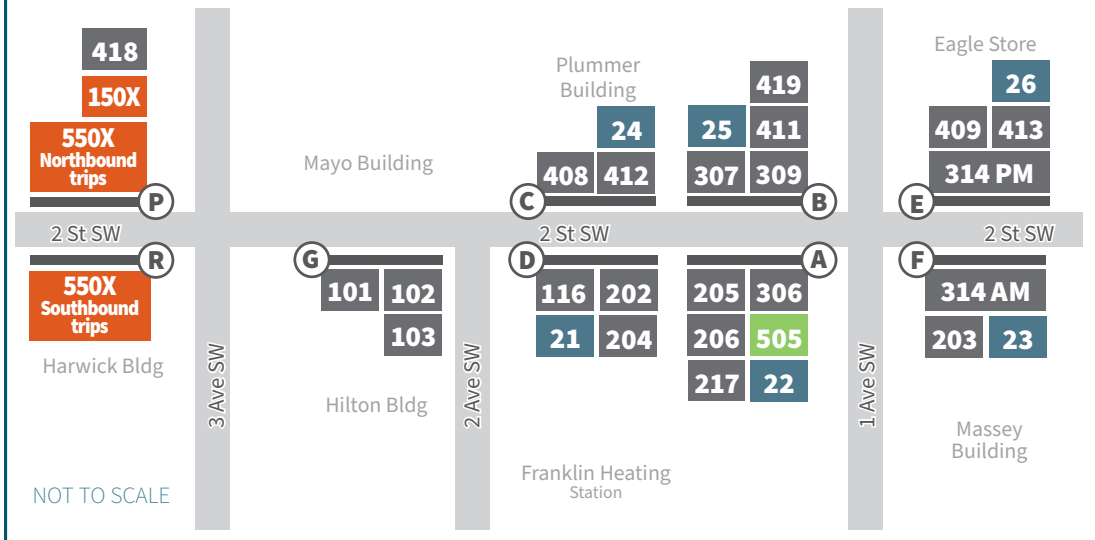 418
150X
550X
Northbound
trips
P
2 St SW
R
550X
Southbound
trips
Harwick Bldg
NOT TO SCALE
3 Ave SW
Mayo Building
G
101 102
103
Hilton Bldg
2 Ave SW
Plummer
Building
24
408 412
C
2 St SW
D
116 202
21 204
Franklin Heating
Station
419
25 411
307 309
B
A
205 306
206 505
217 22
1 Ave SW
Eagle Store
26
409 413
314 PM
E
2 St SW
F
314 AM
203 23
Massey
Building